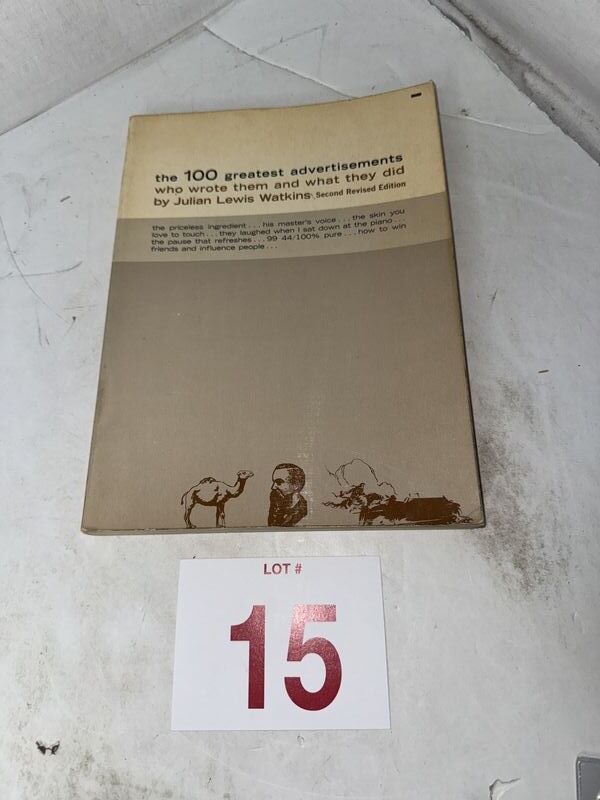 the 100 greatest advertisements
who wrote them and what they did
by Julian Lewis Watkins Second Revised Edition
the priceless ingredient...his master's voice...the skin you
love to touch...they laughed when I sat down at the piano...
the pause that refreshes...99 44/100% pure...how to win
friends and influence people...
LOT #
15